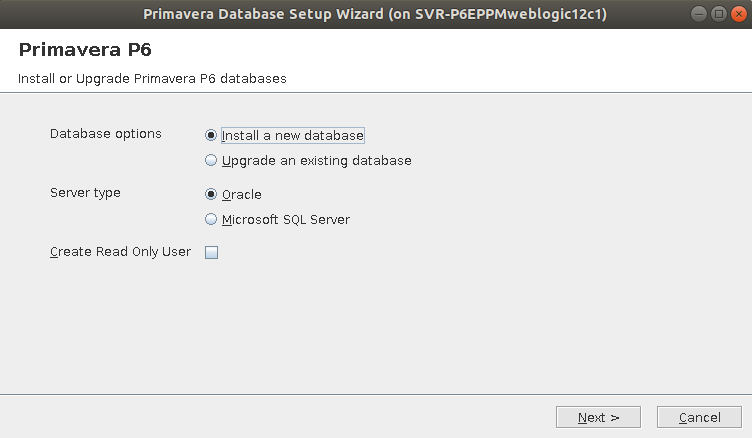 Primavera Database Setup Wizard (on SVR-P6EPPMweblogic12c1)
Primavera P6
Install or Upgrade Primavera P6 databases
Database options
Install a new database
Upgrade an existing database
Server type
Oracle
Microsoft SQL Server
Create Read Only User
Next >
Cancel